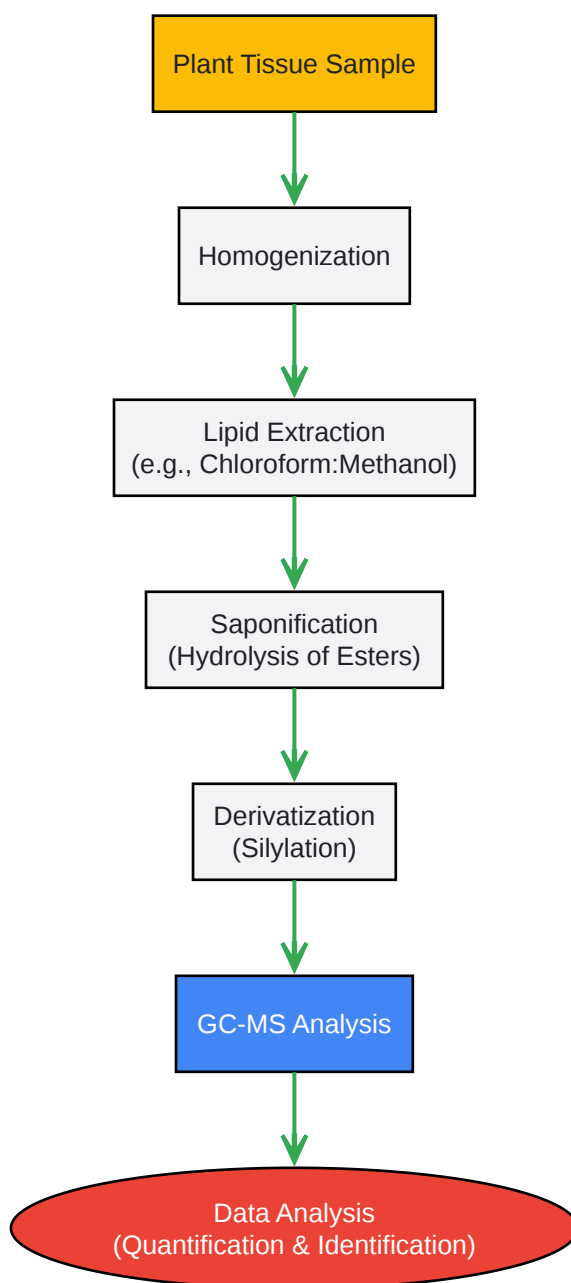 Plant Tissue Sample
Homogenization
Lipid Extraction
(e.g., Chloroform:Methanol)
Saponification
(Hydrolysis of Esters)
Derivatization
(Silylation)
GC-MS Analysis
Data Analysis
(Quantification & Identification)